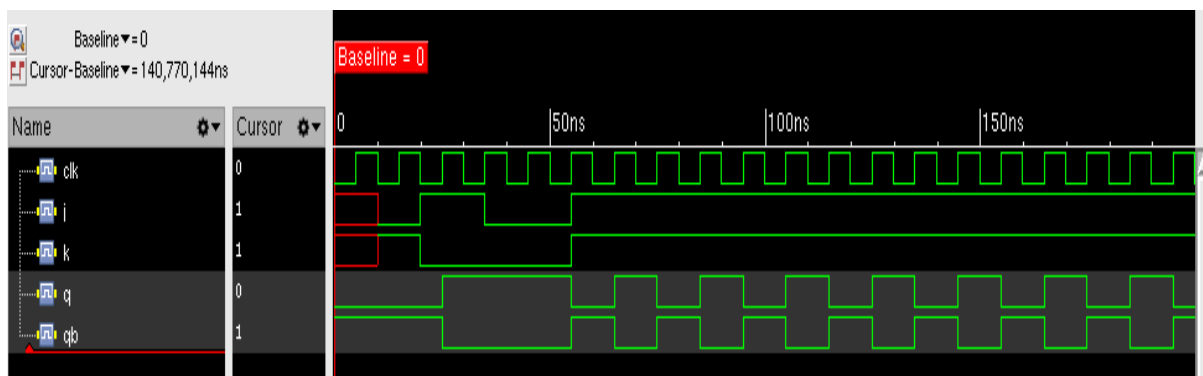 Baseline▼= 0
Cursor-Baseline▼= 140,770,144ns
Baseline = 0
Name Cursor 0 50ns 100ns 150ns
clk 0
j 1
k 1
q 0
qb 1